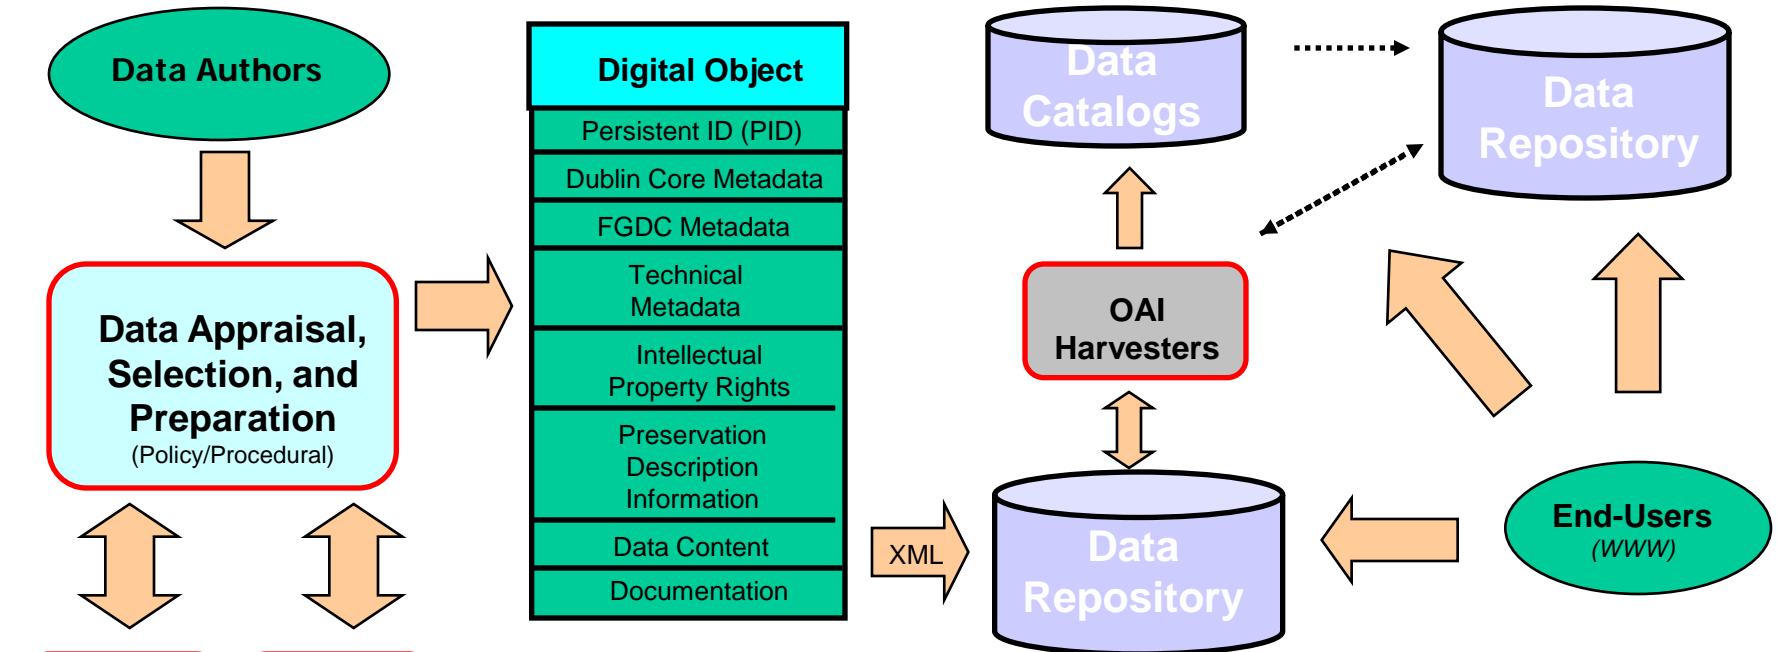 Data Authors
Data Appraisal,
Selection, and
Preparation
(Policy/Procedural)
Digital Object
Persistent ID (PID)
Dublin Core Metadata
FGDC Metadata
Technical
Metadata
Intellectual
Property Rights
Preservation
Description
Information
Data Content
Documentation
XML
Data
Catalogs
OAI
Harvesters
Data
Repository
Data
Repository
End-Users
(WWW)